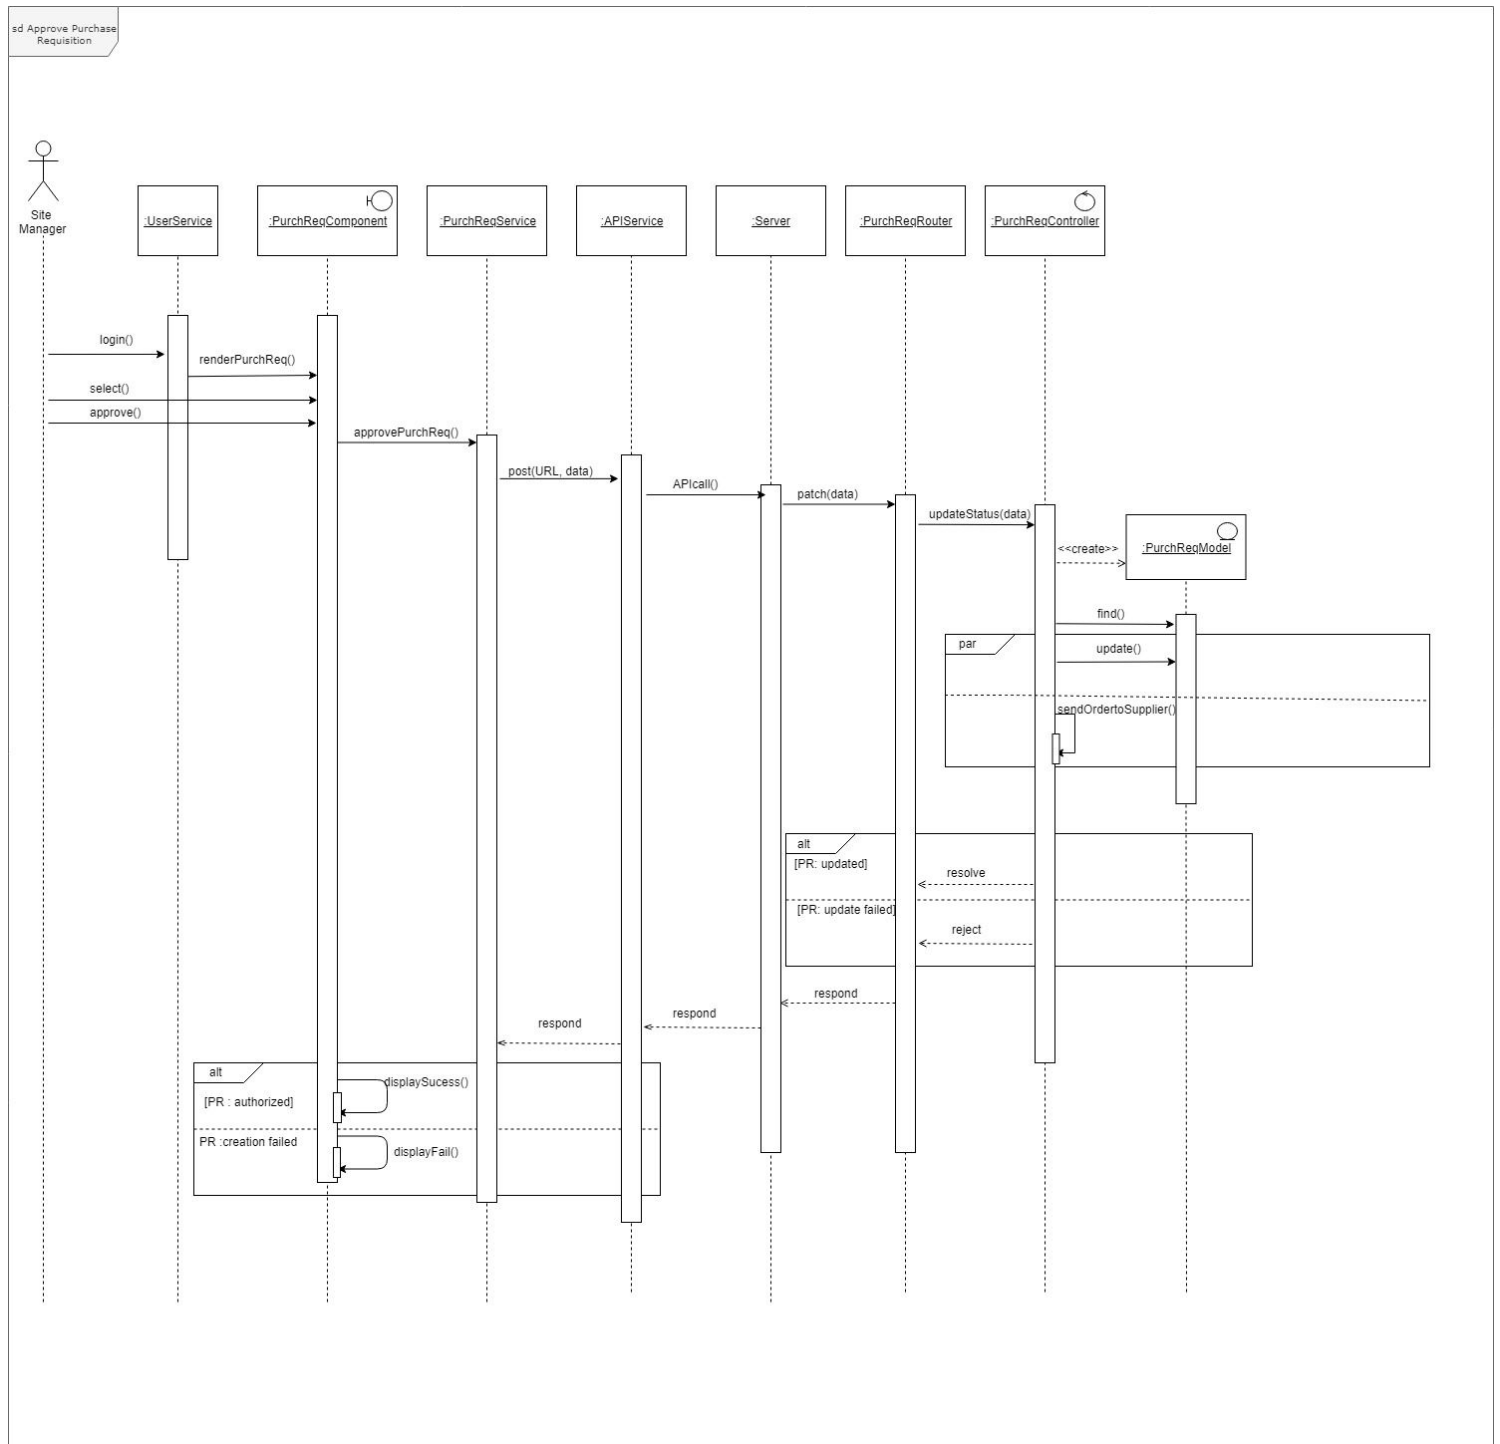 sd Approve Purchase
Requisition
Site
Manager
:UserService
:PurchReqComponent
:PurchReqService
:APIService
:Server
:PurchReqRouter
:PurchReqController
login()
renderPurchReq()
select()
approve()
approvePurchReq()
post(URL, data)
APIcall()
patch(data)
updateStatus(data)
<<create>>
:PurchReqModel
find()
par
update()
sendOrdertoSupplier()
alt
[PR: updated]
resolve
[PR: update failed]
reject
respond
respond
respond
alt
displaySucess()
[PR : authorized]
PR :creation failed
displayFail()